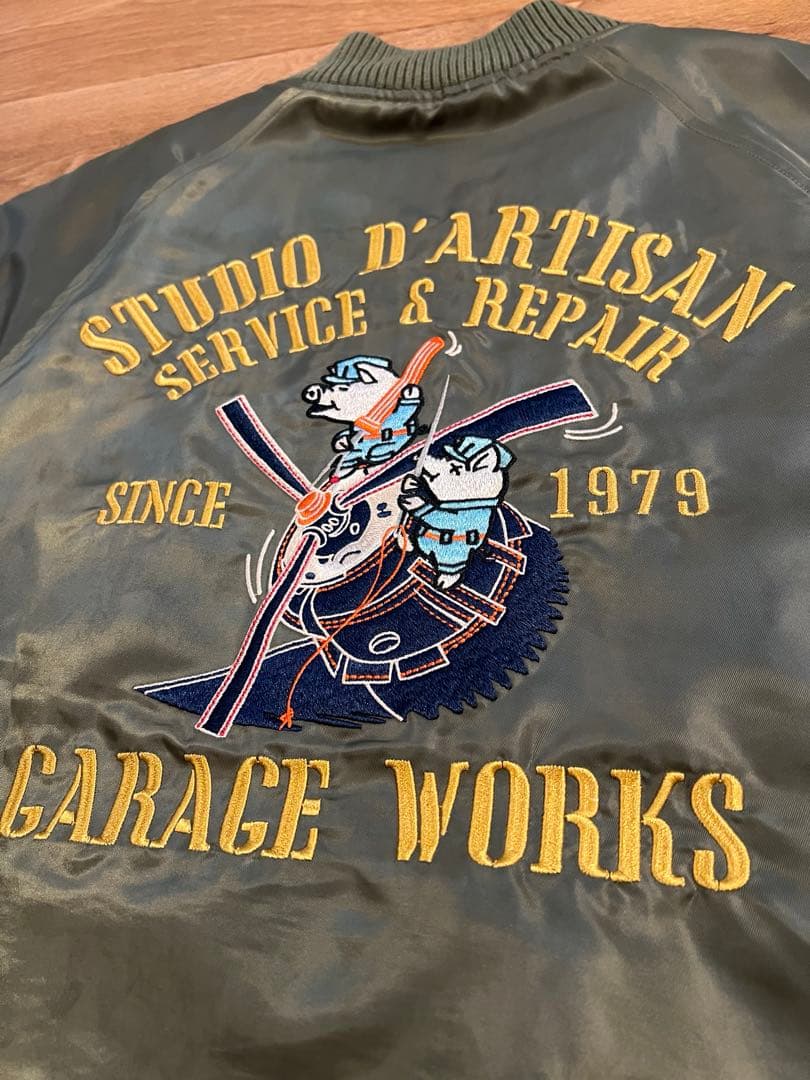 STUDIO D'ARTISAN
SERVICE & REPAIR
SINCE 1979
GARAGE WORKS